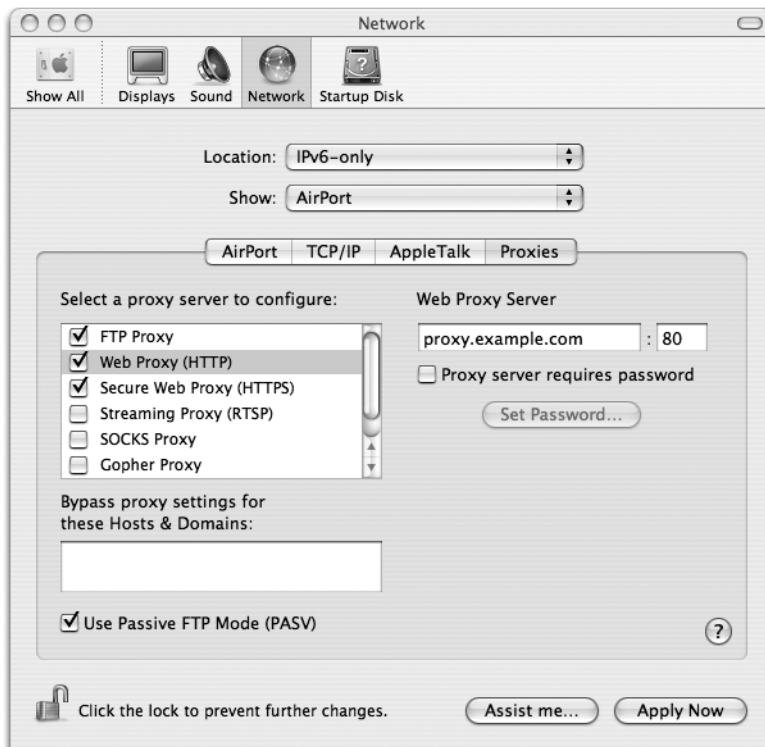 Network
Show All Displays Sound Network Startup Disk
Location: IPv6-only
Show: AirPort
AirPort TCP/IP AppleTalk Proxies
Select a proxy server to configure:
FTP Proxy
Web Proxy (HTTP)
Secure Web Proxy (HTTPS)
Streaming Proxy (RTSP)
SOCKS Proxy
Gopher Proxy
Web Proxy Server
proxy.example.com : 80
Proxy server requires password
Set Password...
Bypass proxy settings for
these Hosts & Domains:
Use Passive FTP Mode (PASV)
?
Click the lock to prevent further changes.
Assist me... Apply Now